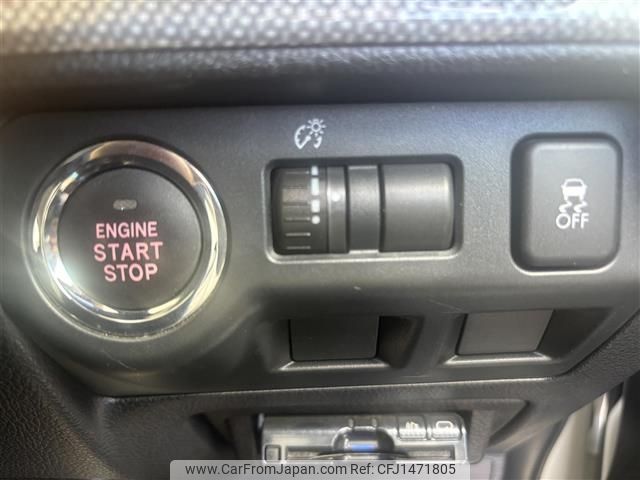 ENGINE
START
STOP
OFF
www.CarFromJapan.com Ref:CFJ1471805